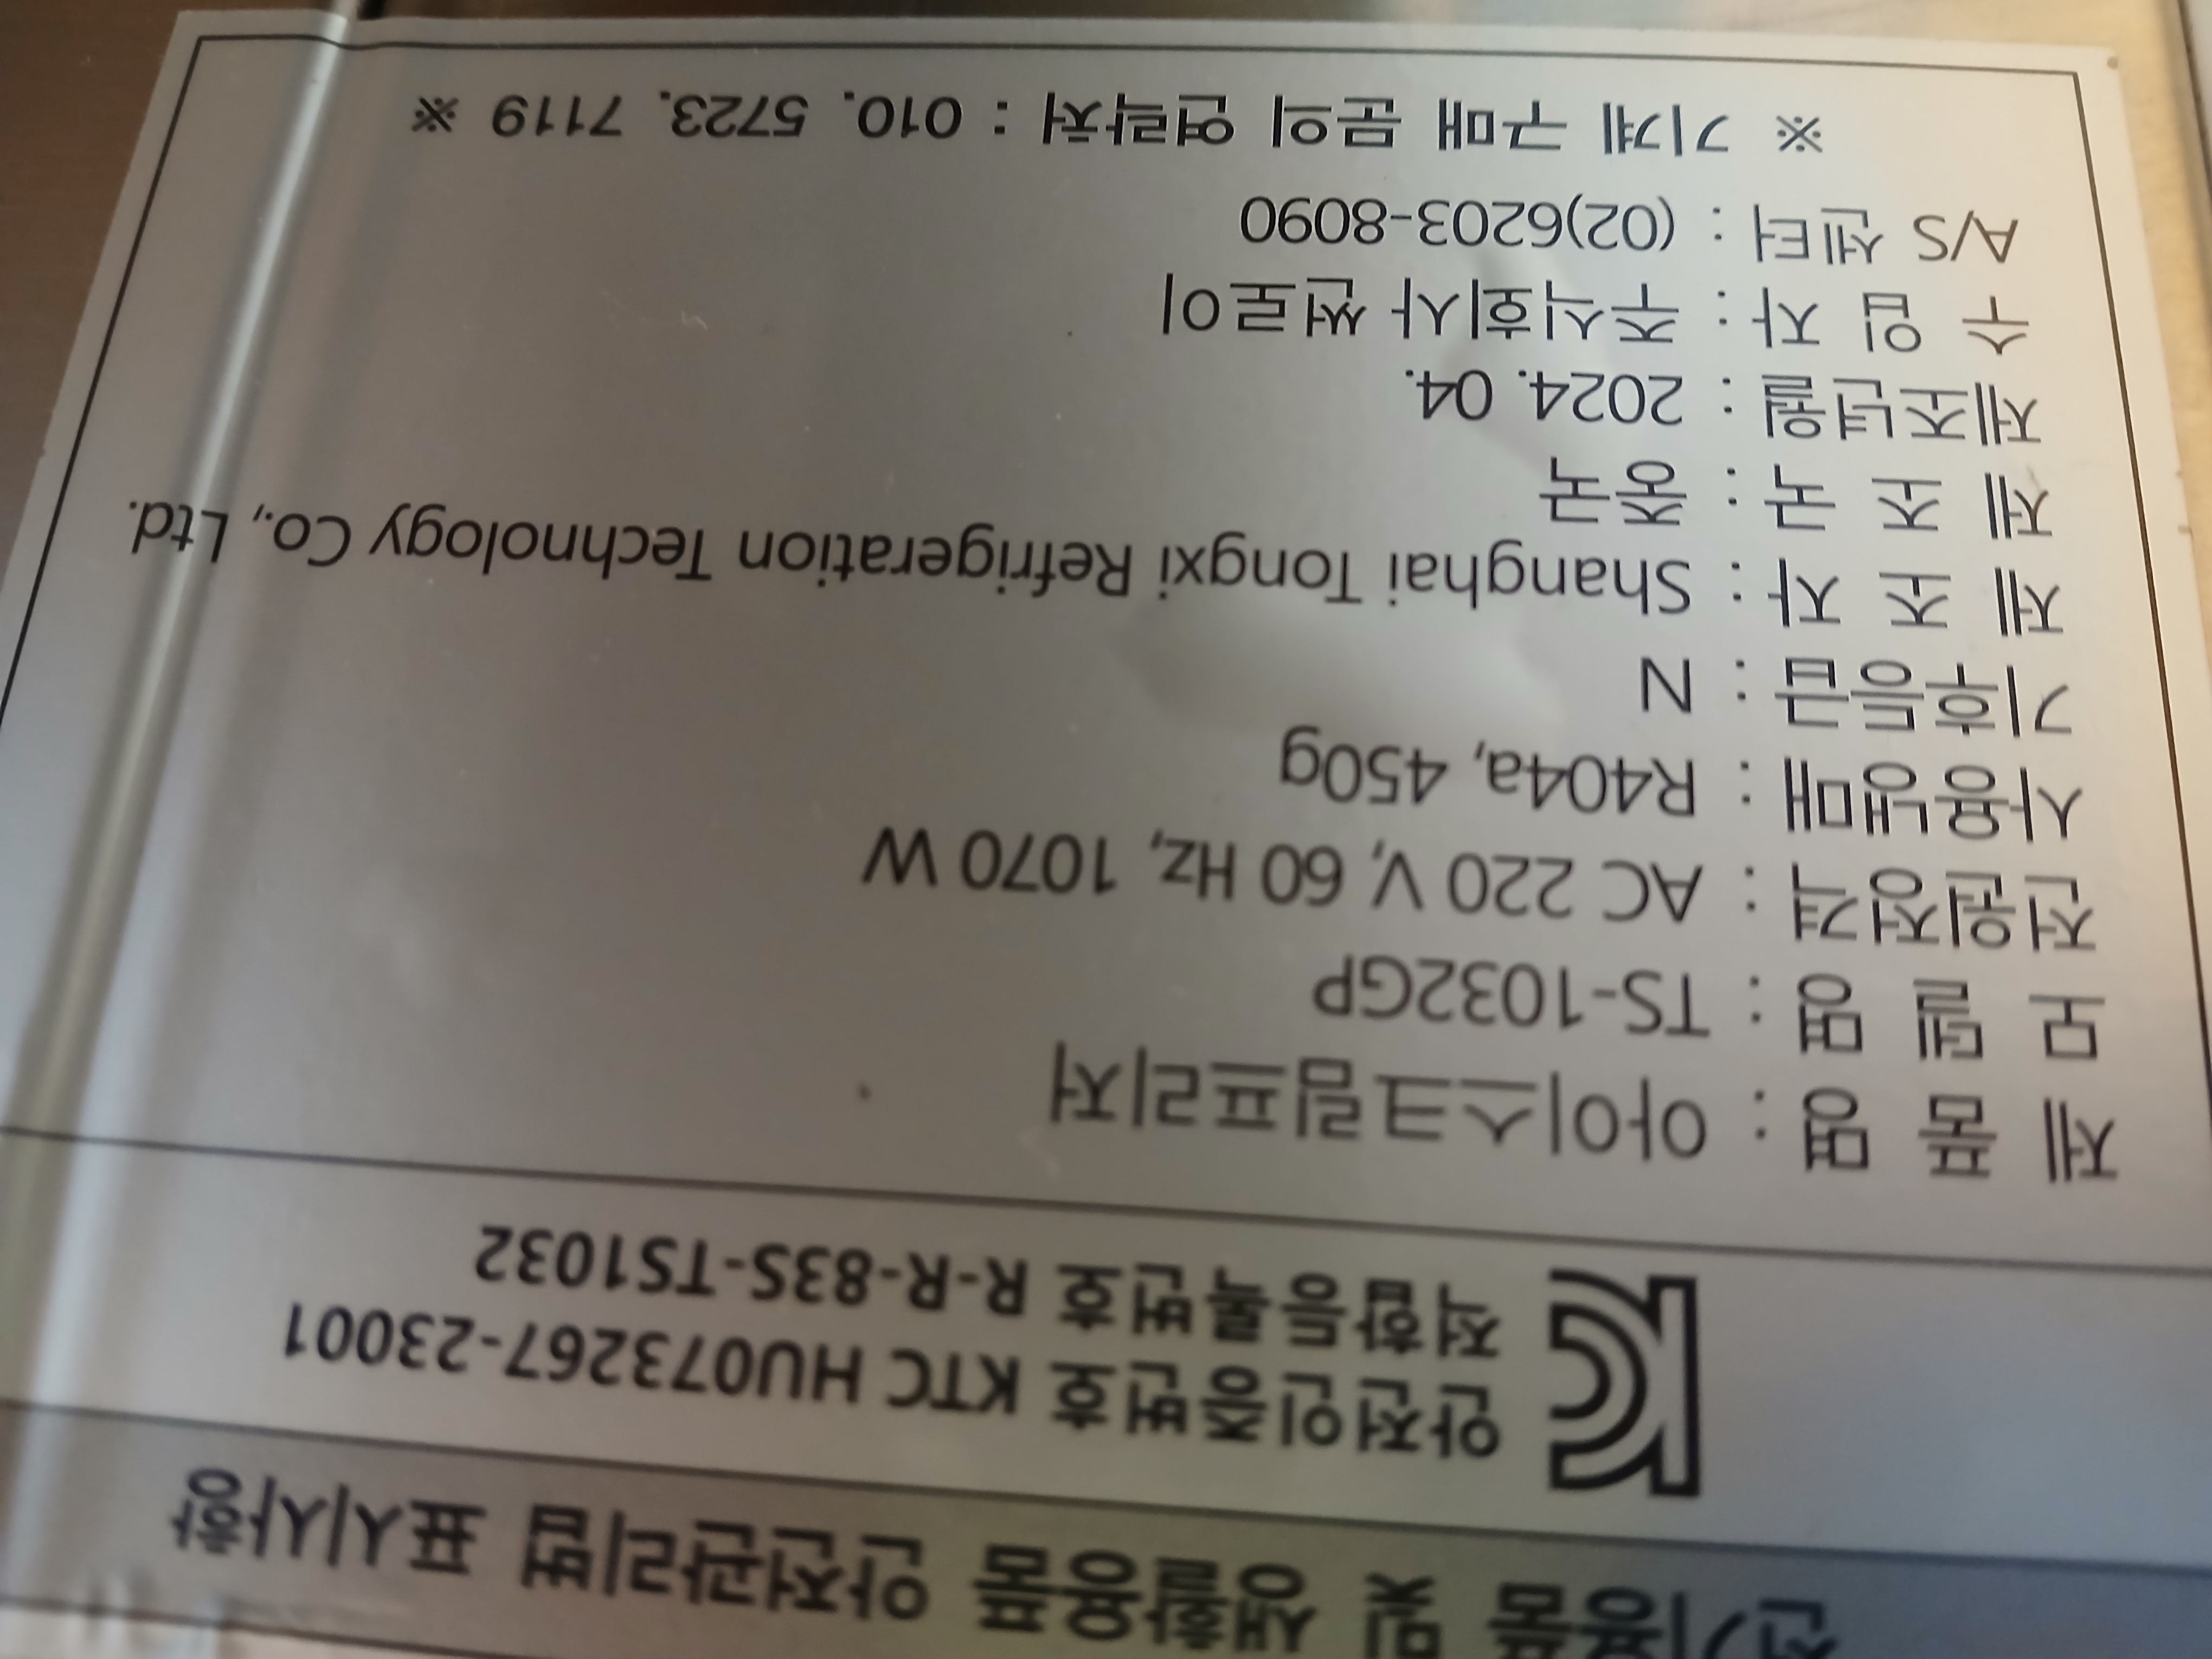 전기용품 및 생활용품 안전관리법 표시사항
안전인증번호 KTC HU073267-23001
적합등록번호 R-R-83S-TS1032
제 품 명 : 아이스크림프리저
모 델 명 : TS-1032GP
전원정격 : AC 220 V, 60 Hz, 1070 W
사용냉매 : R404a, 450g
기후등급 : N
제 조 자 : Shanghai Tongxi Refrigeration Technology Co., Ltd.
제 조 국 : 중국
제조년월 : 2024. 04.
수 입 자 : 주식회사 썬로이
A/S 센터 : (02)6203-8090
※ 기계 구매 문의 연락처 : 010. 5723. 7119 ※